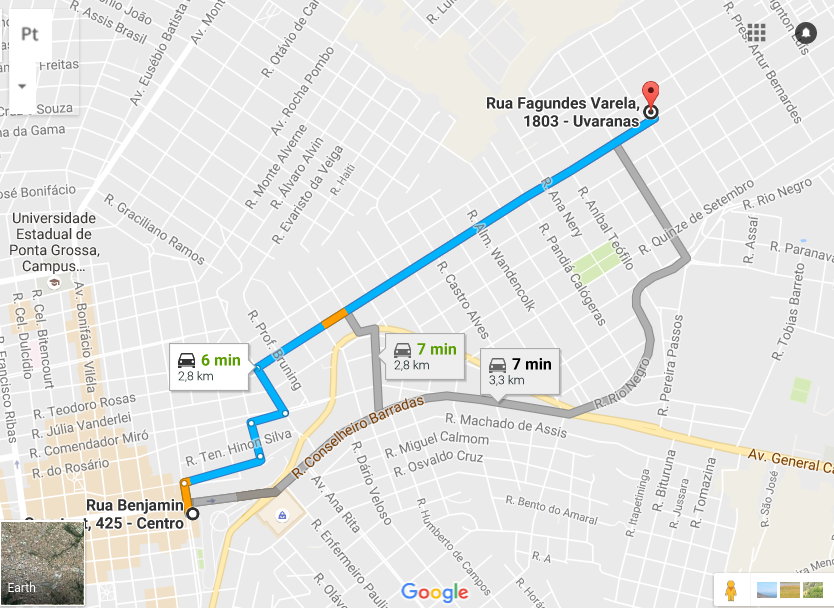 Pt
R. Assis Brasil
Av. Eusébio Batista
R. Otávio de
Av. Rocha Pombo
R. Pres. Artur Bernardes
Freitas
Souza
da Gama
Rua Fagundes Varela,
1803 - Uvaranas
R. Monte Alverne
R. Álvaro Alvin
R. Evaristo da Veiga
R. Haiti
José Bonifácio
R. Graciliano Ramos
R. Ana Nery
R. Aníbal Teófilo
R. Quinze de Setembro
R. Rio Negro
Universidade
Estadual de
Ponta Grossa,
Campus...
R. Alm. Wandencolk
R. Pandiá Calógeras
R. Assaí
R. Paranava
R. Castro Alves
R. Tobias Barreto
R. Cel. Dulcídio
R. Cel. Bitencourt
Av. Bonifácio Viléla
R. Prof. Bruning
R. Pereira Passos
R. Francisco Ribas
6 min
2,8 km
7 min
2,8 km
7 min
3,3 km
R. Rio Negro
R. Teodoro Rosas
R. Júlia Vanderlei
R. Comendador Miró
R. do Rosário
R. Ten. Hinon Silva
R. Conselheiro Barradas
R. Machado de Assis
R. Miguel Calmom
R. Osvaldo Cruz
Av. General Ca
R. Dário Veloso
Av. Ana Rita
R. Bituruna
R. Jussara
R. Tomazina
R. Itapetininga
R. São José
R. Bento do Amaral
R. Humberto de Campos
R. Enfermeiro Pauli
R. A
Rua Benjamin
425 - Centro
Earth
Google